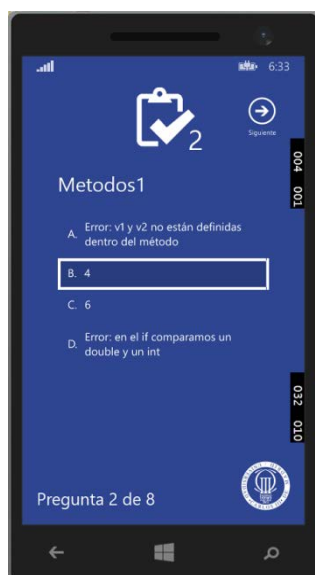 6:33
2
Siguiente
004 001
Metodos1
A. Error: v1 y v2 no están definidas
dentro del método
B. 4
C. 6
D. Error: en el if comparamos un
double y un int
032 010
Pregunta 2 de 8